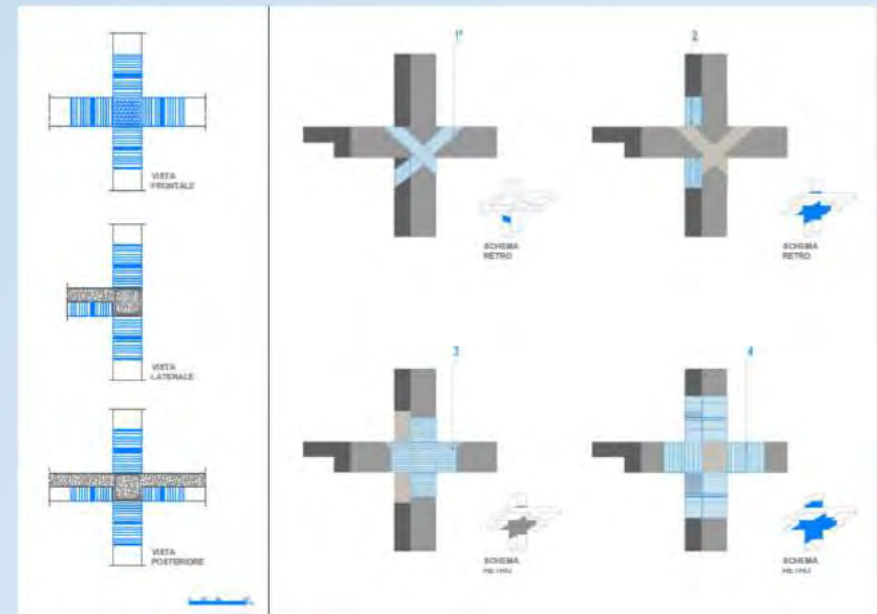 VISTA
FRONTALE
VISTA
LATERALE
VISTA
POSTERIORE
1*
SCHEMA
RETRO
2
SCHEMA
RETRO
3
SCHEMA
4
SCHEMA